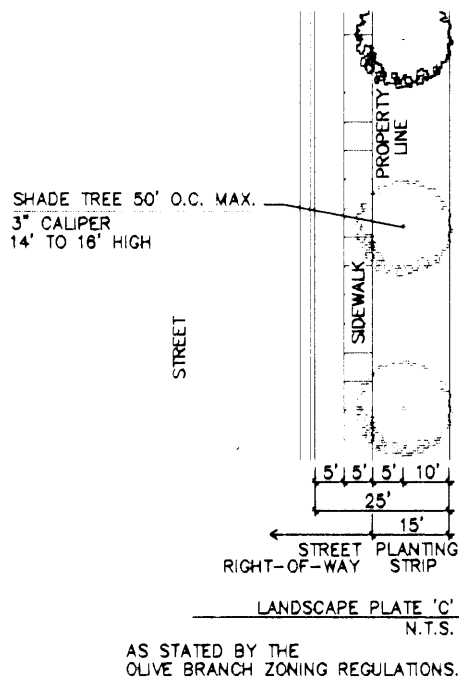 PROPERTY
LINE
SHADE TREE 50' O.C. MAX.
3" CALIPER
14' TO 16' HIGH
SIDEWALK
STREET
5' 5' 5' 10'
25'
15'
STREET PLANTING
RIGHT-OF-WAY STRIP
LANDSCAPE PLATE 'C'
N.T.S.
AS STATED BY THE
OLIVE BRANCH ZONING REGULATIONS.